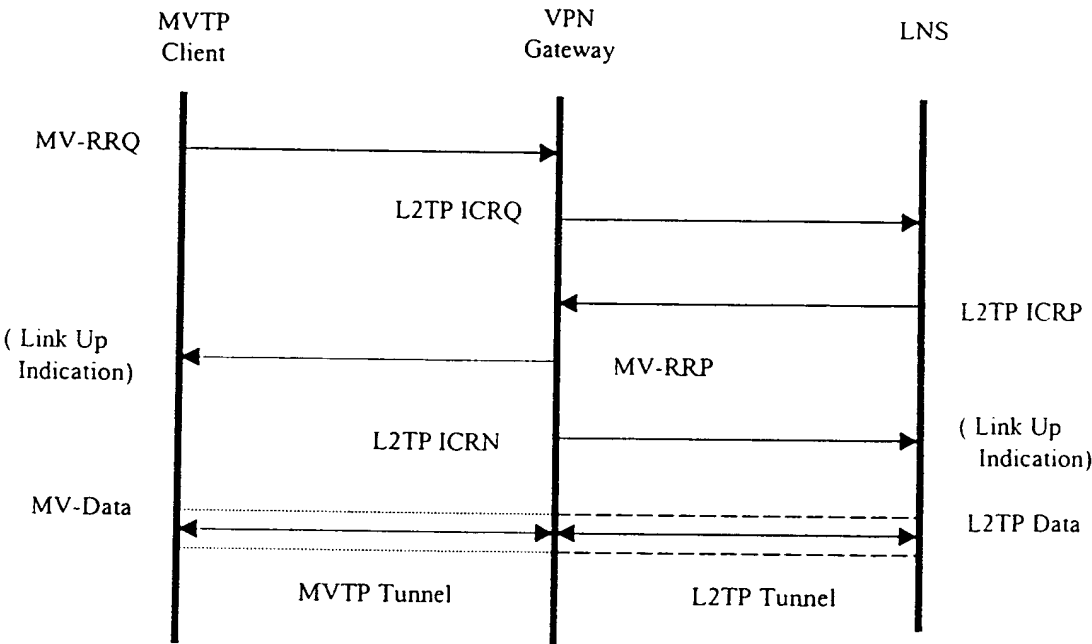 MVTP
Client
VPN
Gateway
LNS
MV-RRQ
L2TP ICRQ
L2TP ICRP
( Link Up
Indication)
MV-RRP
L2TP ICRN
( Link Up
Indication)
MV-Data
L2TP Data
MVTP Tunnel
L2TP Tunnel